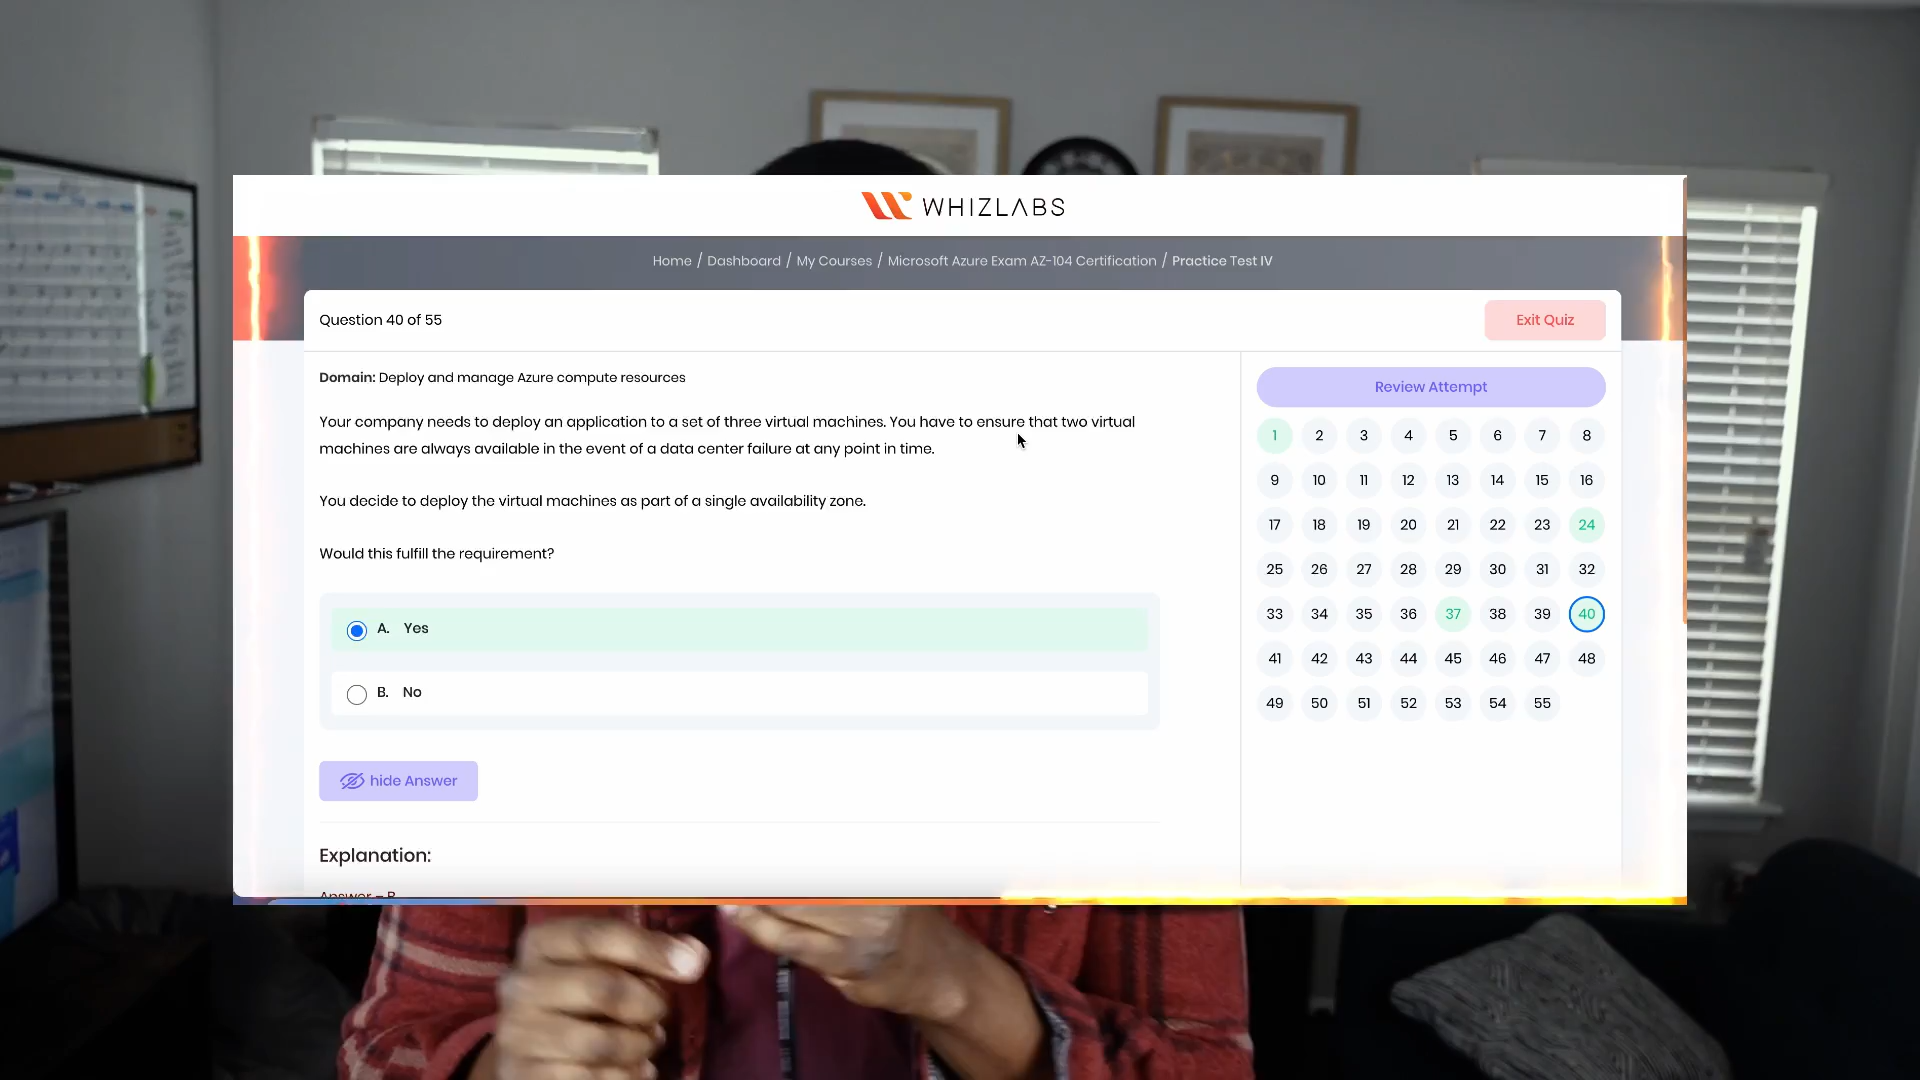 WHIZLABS
Home / Dashboard / My Courses / Microsoft Azure Exam AZ-104 Certification / Practice Test IV
Question 40 of 55
Exit Quiz
Domain: Deploy and manage Azure compute resources
Your company needs to deploy an application to a set of three virtual machines. You have to ensure that two virtual
machines are always available in the event of a data center failure at any point in time.
You decide to deploy the virtual machines as part of a single availability zone.
Would this fulfill the requirement?
A. Yes
B. No
hide Answer
Explanation:
Answer – B
Review Attempt
1 2 3 4 5 6 7 8
9 10 11 12 13 14 15 16
17 18 19 20 21 22 23 24
25 26 27 28 29 30 31 32
33 34 35 36 37 38 39 40
41 42 43 44 45 46 47 48
49 50 51 52 53 54 55